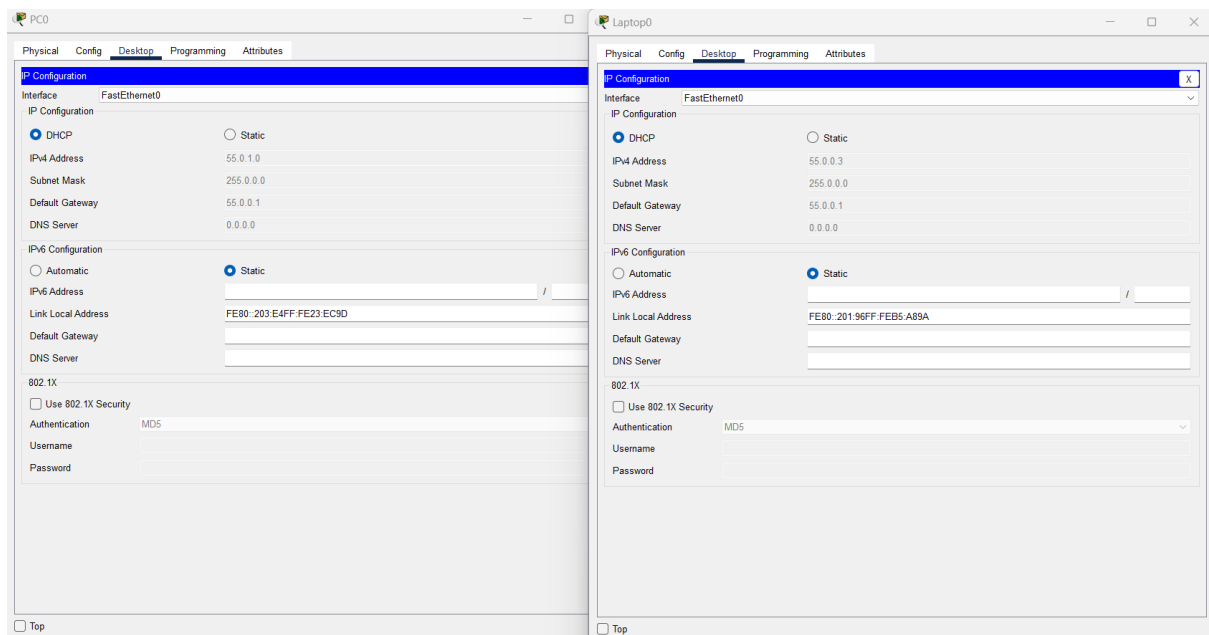 PC0
Physical Config Desktop Programming Attributes
IP Configuration
Interface FastEthernet0
IP Configuration
DHCP Static
IPv4 Address 55.0.1.0
Subnet Mask 255.0.0.0
Default Gateway 55.0.0.1
DNS Server 0.0.0.0
IPv6 Configuration
Automatic Static
IPv6 Address /
Link Local Address FE80::203:E4FF:FE23:EC9D
Default Gateway
DNS Server
802.1X
Use 802.1X Security
Authentication MD5
Username
Password
Top
Laptop0
Physical Config Desktop Programming Attributes
IP Configuration X
Interface FastEthernet0
IP Configuration
DHCP Static
IPv4 Address 55.0.0.3
Subnet Mask 255.0.0.0
Default Gateway 55.0.0.1
DNS Server 0.0.0.0
IPv6 Configuration
Automatic Static
IPv6 Address /
Link Local Address FE80::201:96FF:FEB5:A89A
Default Gateway
DNS Server
802.1X
Use 802.1X Security
Authentication MD5
Username
Password
Top